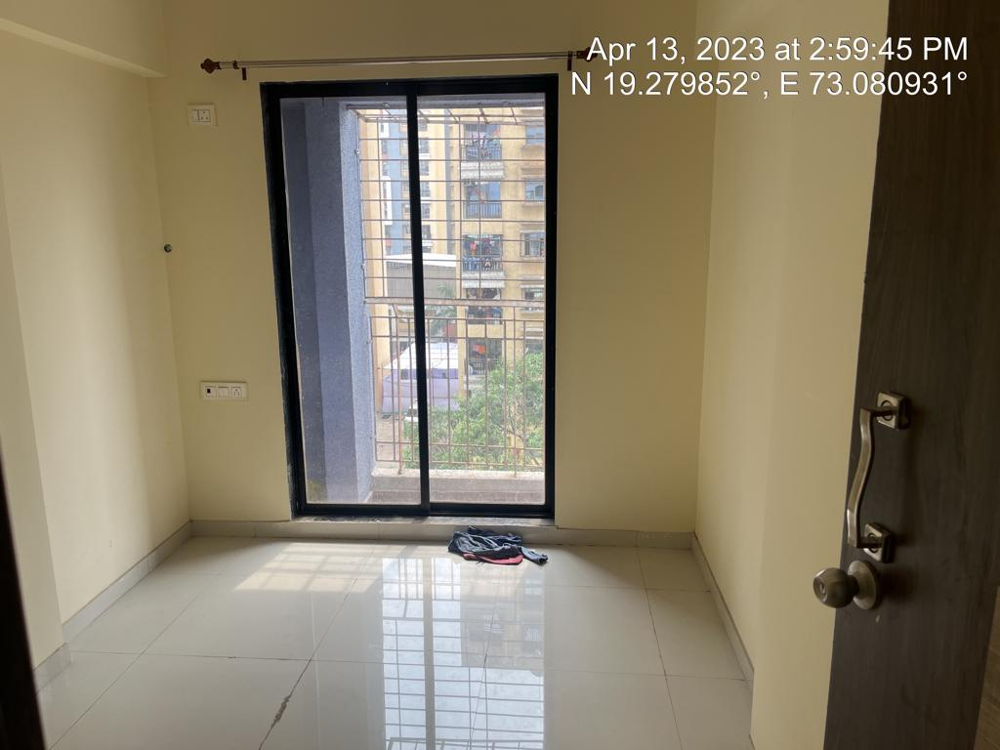 Apr 13, 2023 at 2:59:45 PM
N 19.279852°, E 73.080931°